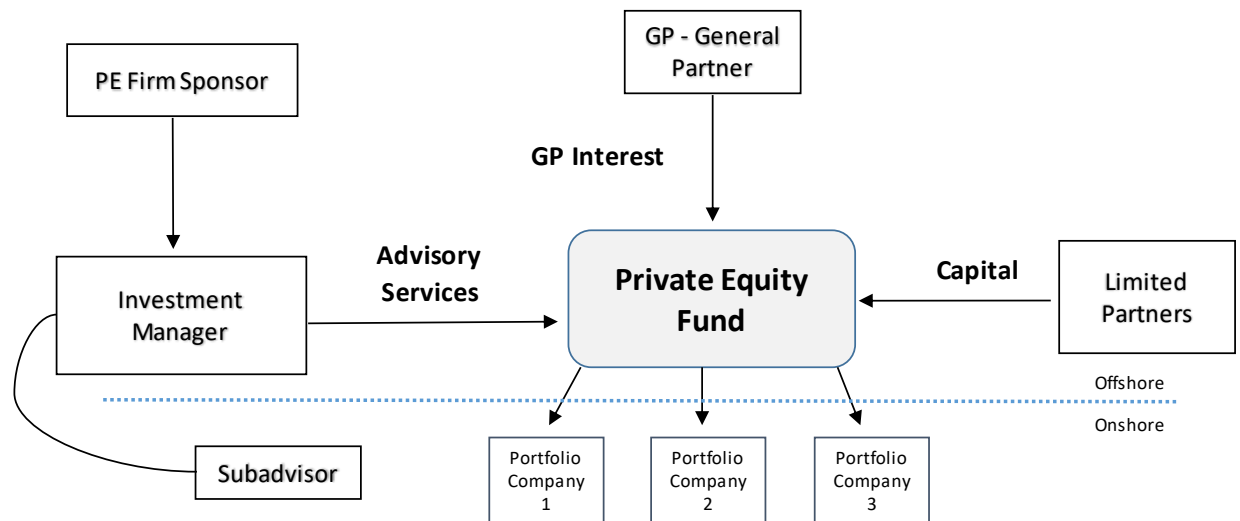 GP - General
Partner
PE Firm Sponsor
GP Interest
Advisory
Services
Private Equity
Fund
Capital
Limited
Partners
Investment
Manager
Offshore
Onshore
Subadvisor
Portfolio
Company
1
Portfolio
Company
2
Portfolio
Company
3